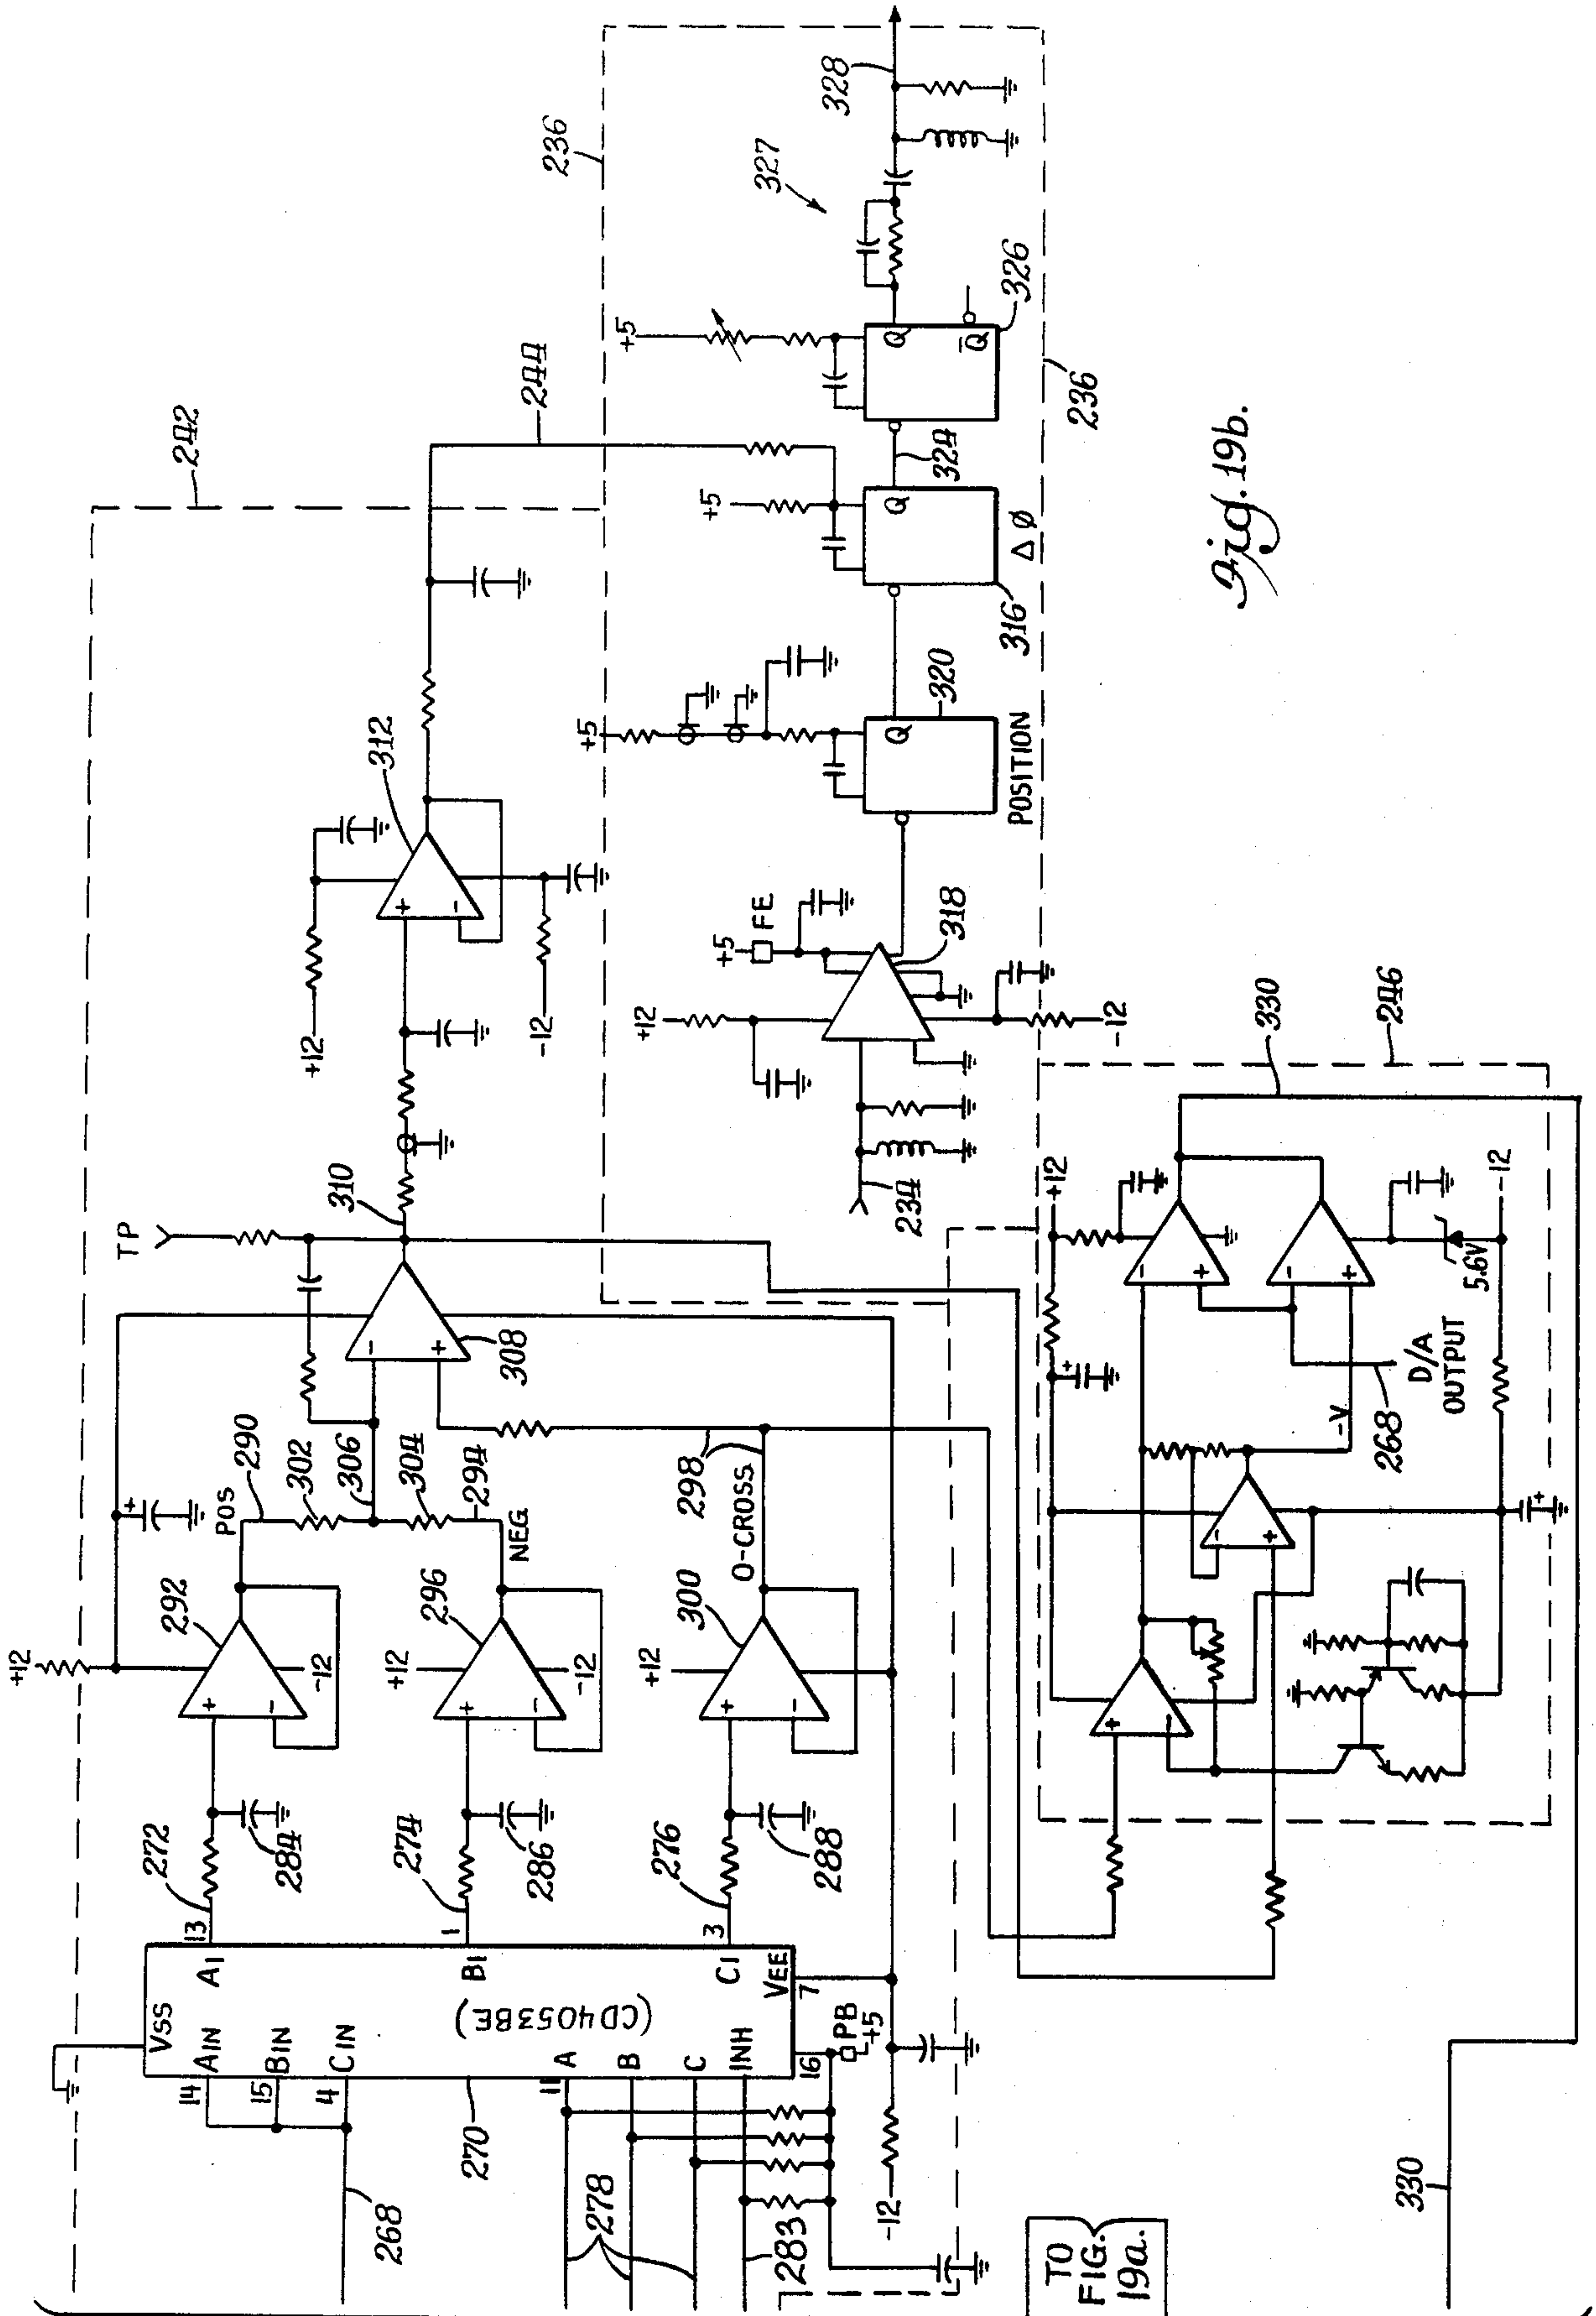 242
+12
292
POS
290
302
306
304
294
NEG
-12
+12
296
-12
+12
300
O-CROSS
298
308
TP
310
+12
312
-12
244
VSS
AIN
BIN
CIN
14
15
4
268
270
(CD4053BE)
A1
B1
C1
13
1
3
272
274
276
284
286
288
11
A
B
C
INH
16
VEE
7
PB
+5
278
283
-12
236
+12
+5
FE
318
234
-12
+5
320
Q
POSITION
+5
316
Q
Δ Ø
324
+5
Q
Q̅
326
327
328
236
246
330
+12
-
+
-
+
5.6V
-12
D/A
OUTPUT
268
-V
+
-
-
+
330
TO
FIG.
19a.
Fig. 19b.